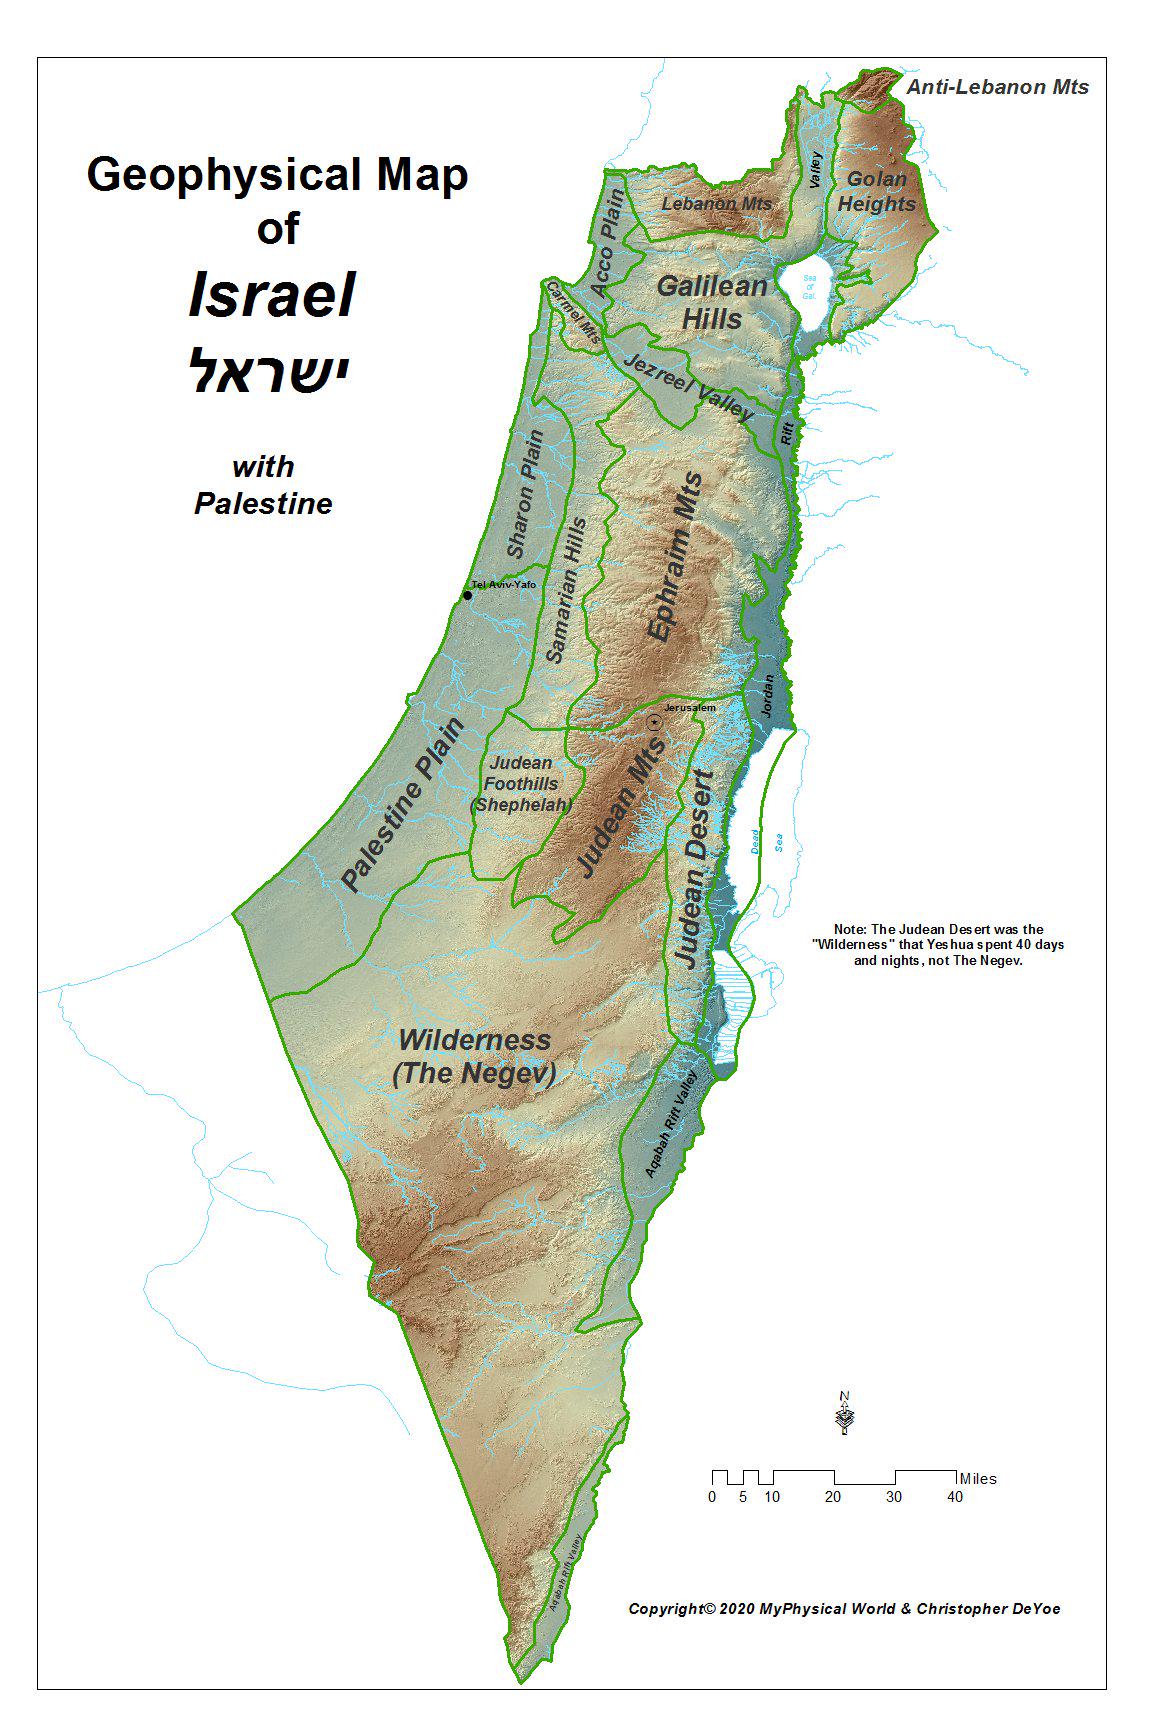 Geophysical Map
of
Israel
ישראל
with
Palestine
Anti-Lebanon Mts
Golan
Heights
Valley
Lebanon Mts
Acco Plain
Galilean
Hills
Sea
of
Gal.
Carmel Mts
Jezreel Valley
Rift
Sharon Plain
Samarian Hills
Ephraim Mts
Tel Aviv-Yafo
Jordan
Jerusalem
Palestine Plain
Judean
Foothills
(Shephelah)
Judean Mts
Judean Desert
Dead
Sea
Note: The Judean Desert was the
"Wilderness" that Yeshua spent 40 days
and nights, not The Negev.
Wilderness
(The Negev)
Aqabah Rift Valley
N
Miles
0 5 10 20 30 40
Aqabah Rift Valley
Copyright© 2020 MyPhysical World & Christopher DeYoe